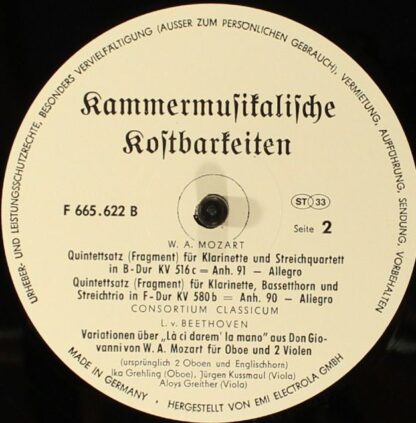 URHEBER- UND LEISTUNGSSCHUTZRECHTE, BESONDERS VERVIELFÄLTIGUNG (AUSSER ZUM PERSÖNLICHEN GEBRAUCH), VERMIETUNG, AUFFÜHRUNG, SENDUNG, VORBEHALTEN
Kammermusikalische
Kostbarkeiten
F 665.622 B
ST 33
Seite 2
W. A. MOZART
Quintettsatz (Fragment) für Klarinette und Streichquartett
in B-Dur KV 516c = Anh. 91 – Allegro
Quintettsatz (Fragment) für Klarinette, Bassetthorn und
Streichtrio in F-Dur KV 580b = Anh. 90 – Allegro
CONSORTIUM CLASSICUM
L. v. BEETHOVEN
Variationen über „Là ci darem' la mano" aus Don Gio-
vanni von W. A. Mozart für Oboe und 2 Violen
(ursprünglich 2 Oboen und Englischhorn)
Ika Grehling (Oboe), Jürgen Kussmaul (Viola)
Aloys Greither (Viola)
MADE IN GERMANY • HERGESTELLT VON EMI ELECTROLA GMBH